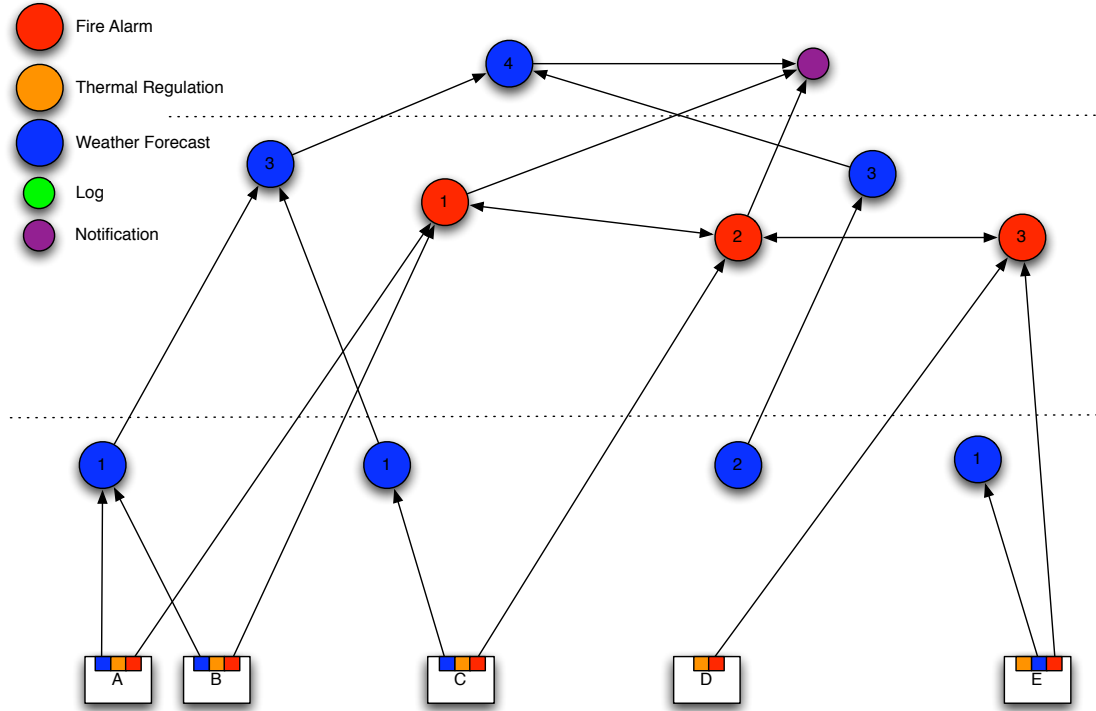 Fire Alarm
4
Thermal Regulation
Weather Forecast
3
3
Log
1
Notification
2
3
1
1
2
1
A
B
C
D
E